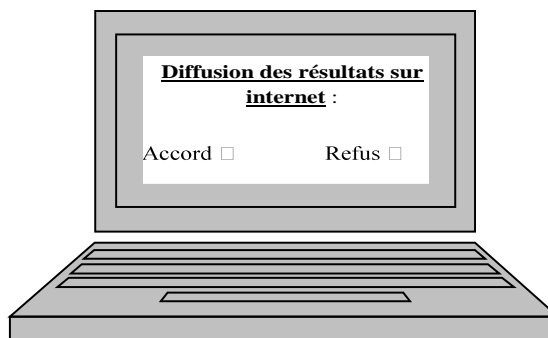 Diffusion des résultats sur
internet :
Accord □ Refus □